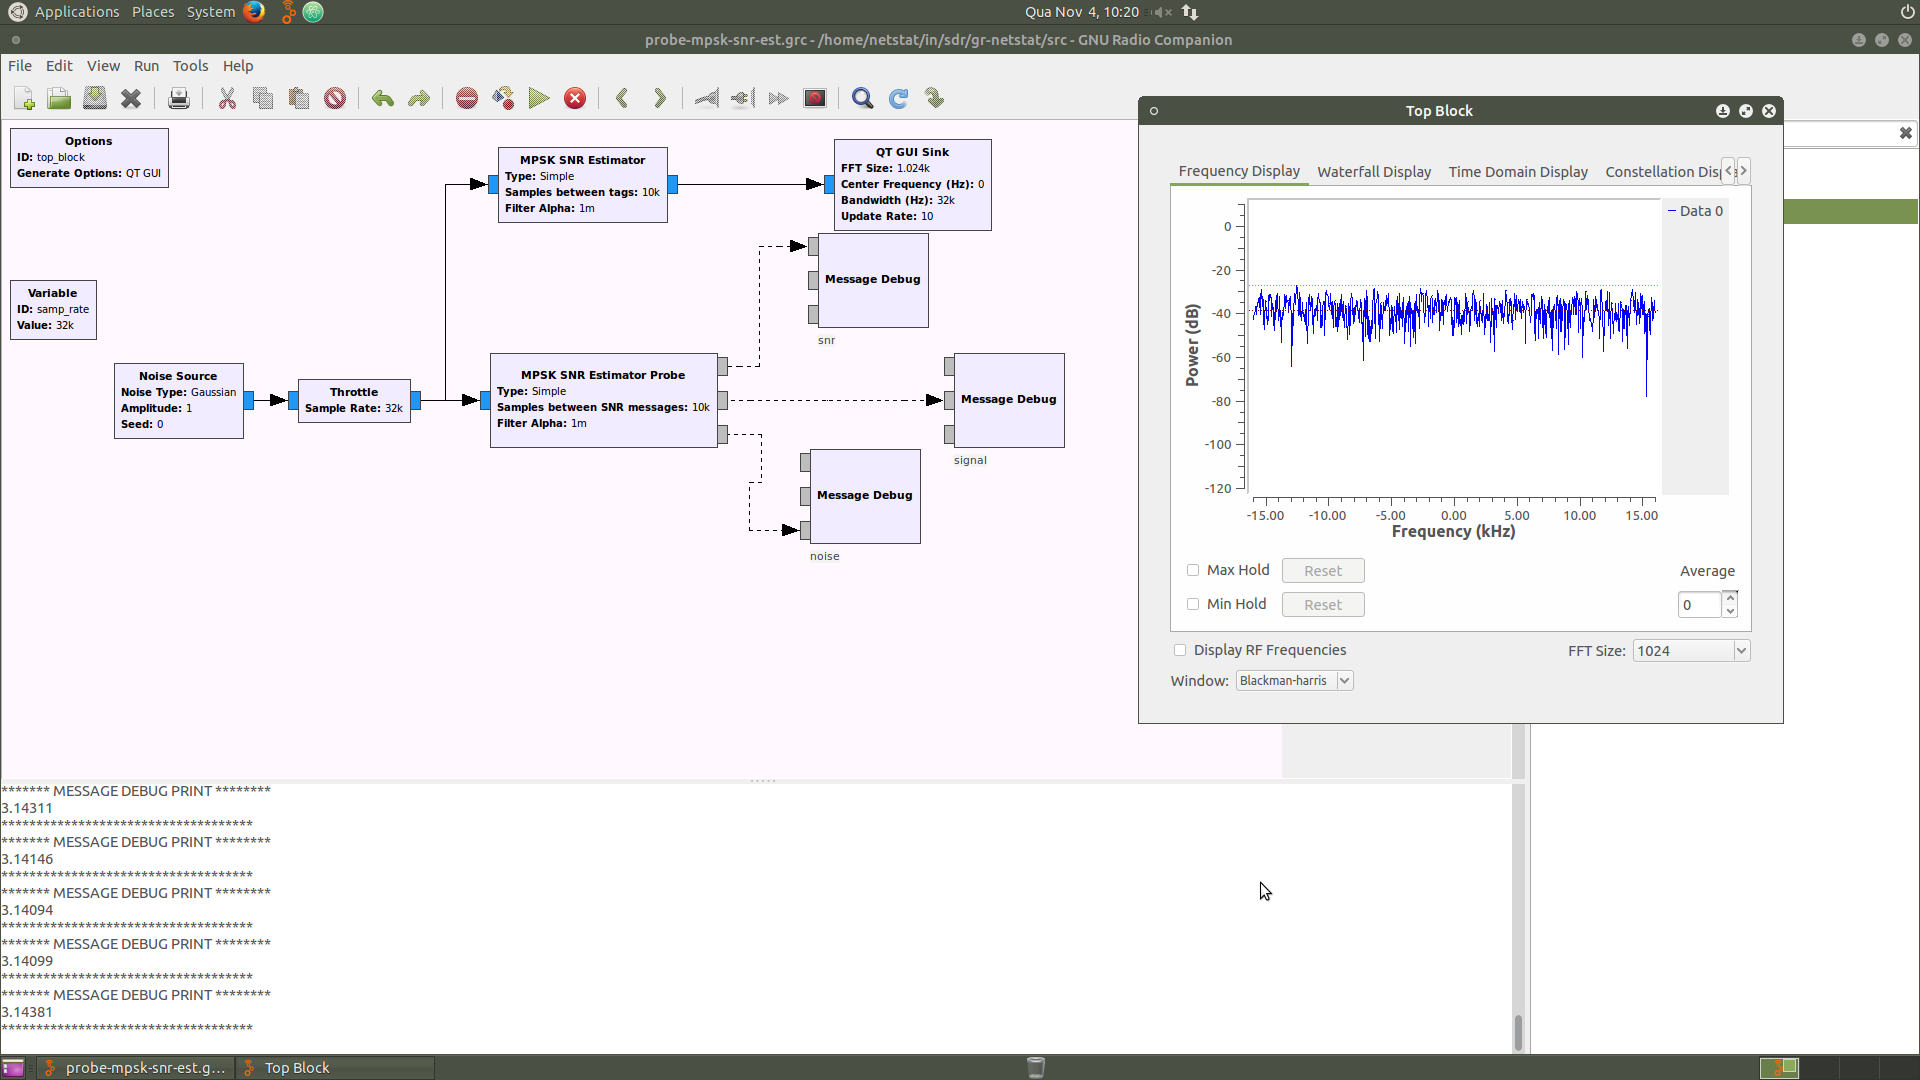 Applications Places System
Qua Nov 4, 10:20
probe-mpsk-snr-est.grc - /home/netstat/in/sdr/gr-netstat/src - GNU Radio Companion
File Edit View Run Tools Help
Options
ID: top_block
Generate Options: QT GUI
Variable
ID: samp_rate
Value: 32k
Noise Source
Noise Type: Gaussian
Amplitude: 1
Seed: 0
Throttle
Sample Rate: 32k
MPSK SNR Estimator
Type: Simple
Samples between tags: 10k
Filter Alpha: 1m
QT GUI Sink
FFT Size: 1.024k
Center Frequency (Hz): 0
Bandwidth (Hz): 32k
Update Rate: 10
Message Debug
snr
MPSK SNR Estimator Probe
Type: Simple
Samples between SNR messages: 10k
Filter Alpha: 1m
Message Debug
signal
Message Debug
noise
Top Block
Frequency Display Waterfall Display Time Domain Display Constellation Disp
Data 0
0
-20
-40
-60
-80
-100
-120
Power (dB)
-15.00 -10.00 -5.00 0.00 5.00 10.00 15.00
Frequency (kHz)
Max Hold Reset
Average
Min Hold Reset
0
Display RF Frequencies
FFT Size: 1024
Window: Blackman-harris
******* MESSAGE DEBUG PRINT ********
3.14311
************************************
******* MESSAGE DEBUG PRINT ********
3.14146
************************************
******* MESSAGE DEBUG PRINT ********
3.14094
************************************
******* MESSAGE DEBUG PRINT ********
3.14099
************************************
******* MESSAGE DEBUG PRINT ********
3.14381
************************************
probe-mpsk-snr-est.g... Top Block